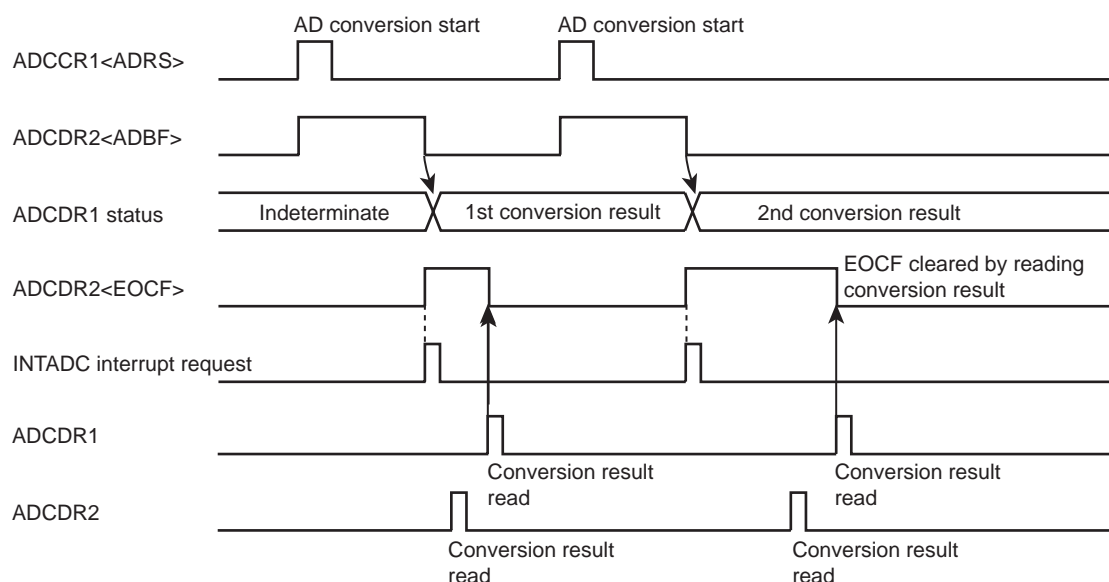 AD conversion start
AD conversion start
ADCCR1<ADRS>
ADCDR2<ADBF>
ADCDR1 status
Indeterminate
1st conversion result
2nd conversion result
ADCDR2<EOCF>
EOCF cleared by reading
conversion result
INTADC interrupt request
ADCDR1
Conversion result
read
Conversion result
read
ADCDR2
Conversion result
read
Conversion result
read